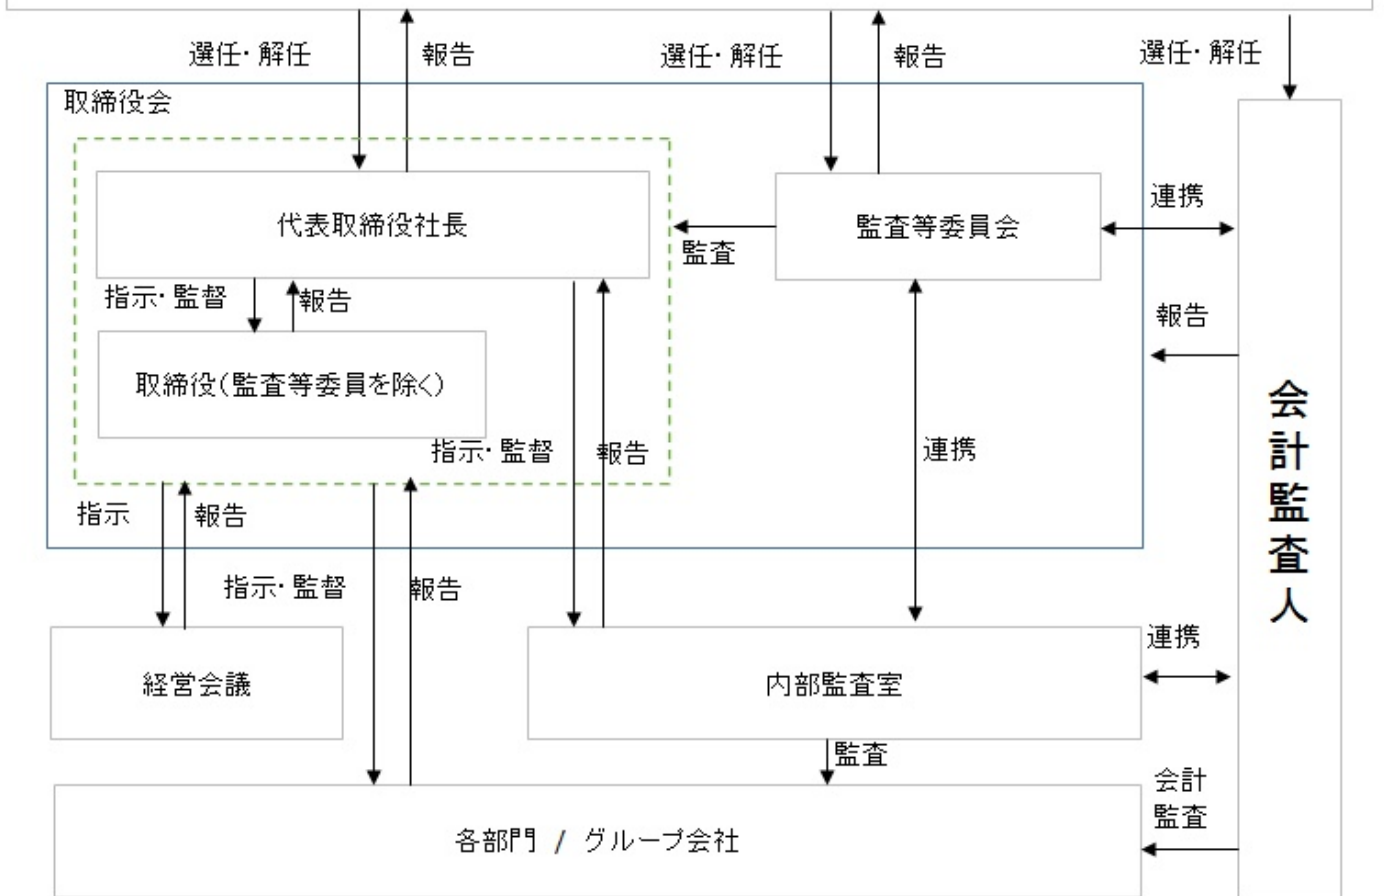 選任・解任
報告
選任・解任
報告
選任・解任
取締役会
代表取締役社長
監査
監査等委員会
連携
指示・監督
報告
報告
取締役(監査等委員を除く)
指示・監督
報告
連携
会計監査人
指示
報告
指示・監督
報告
連携
経営会議
内部監査室
監査
会計
監査
各部門 / グループ会社